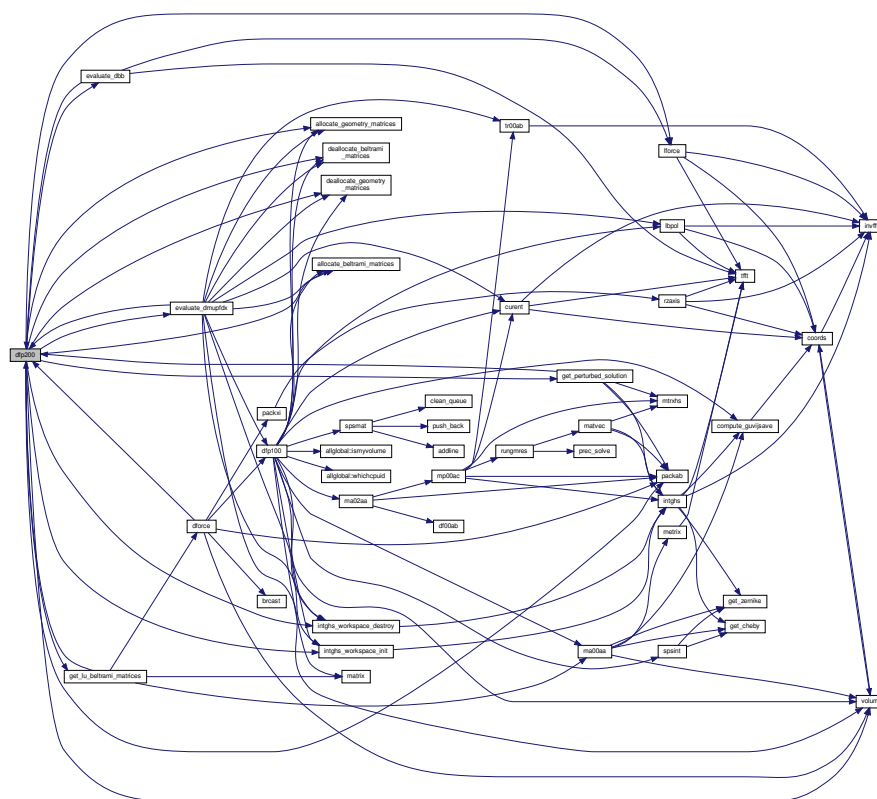 evaluate_dbb
allocate_geometry_matrices
tr00ab
deallocate_beltrami
_matrices
lforce
deallocate_geometry
_matrices
lbpol
invfft
allocate_beltrami_matrices
tfft
rzaxis
evaluate_dmupfdx
curent
coords
dfp200
get_perturbed_solution
clean_queue
mtrxhs
packxi
spsmat
push_back
matvec
compute_guvijsave
addline
dfp100
allglobal::ismyvolume
rungmres
prec_solve
allglobal::whichcpuid
mp00ac
packab
ma02aa
intghs
dforce
df00ab
metrix
brcast
get_zernike
intghs_workspace_destroy
get_cheby
intghs_workspace_init
ma00aa
spsint
get_lu_beltrami_matrices
matrix
volume